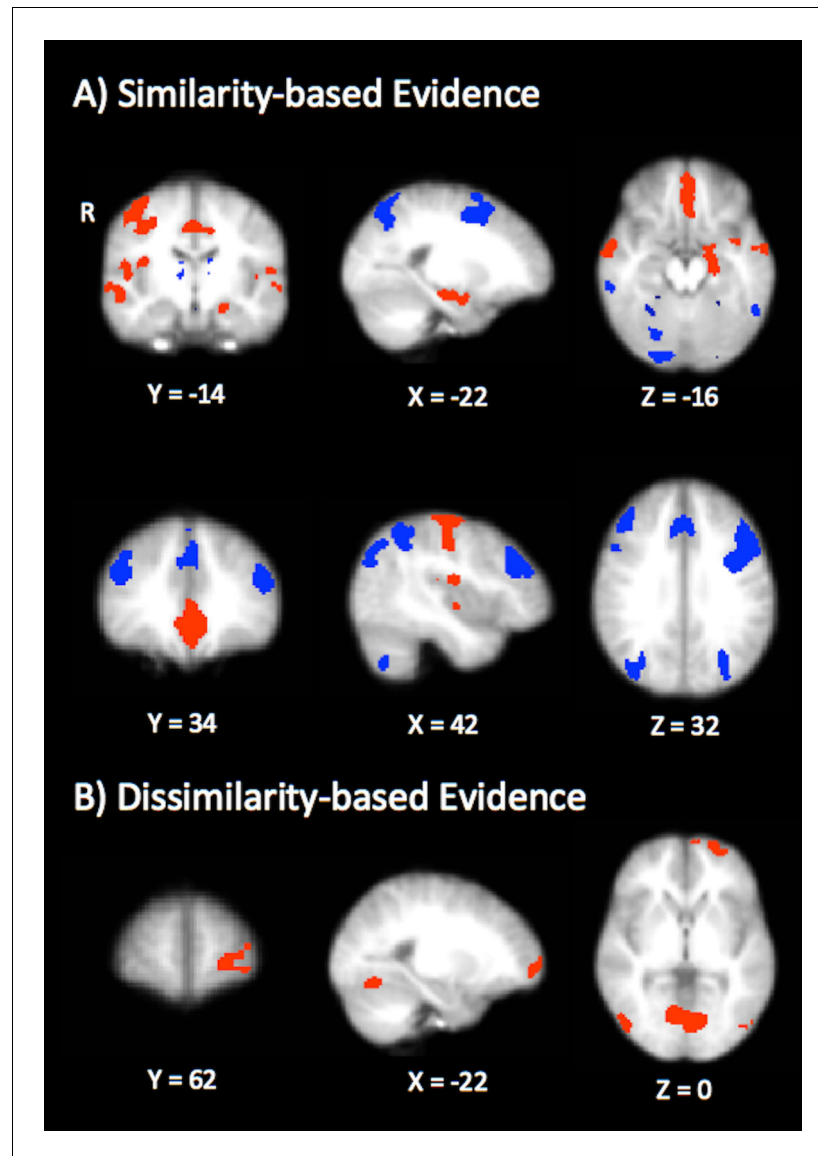 A) Similarity-based Evidence
R
Y = -14
X = -22
Z = -16
Y = 34
X = 42
Z = 32
B) Dissimilarity-based Evidence
Y = 62
X = -22
Z = 0